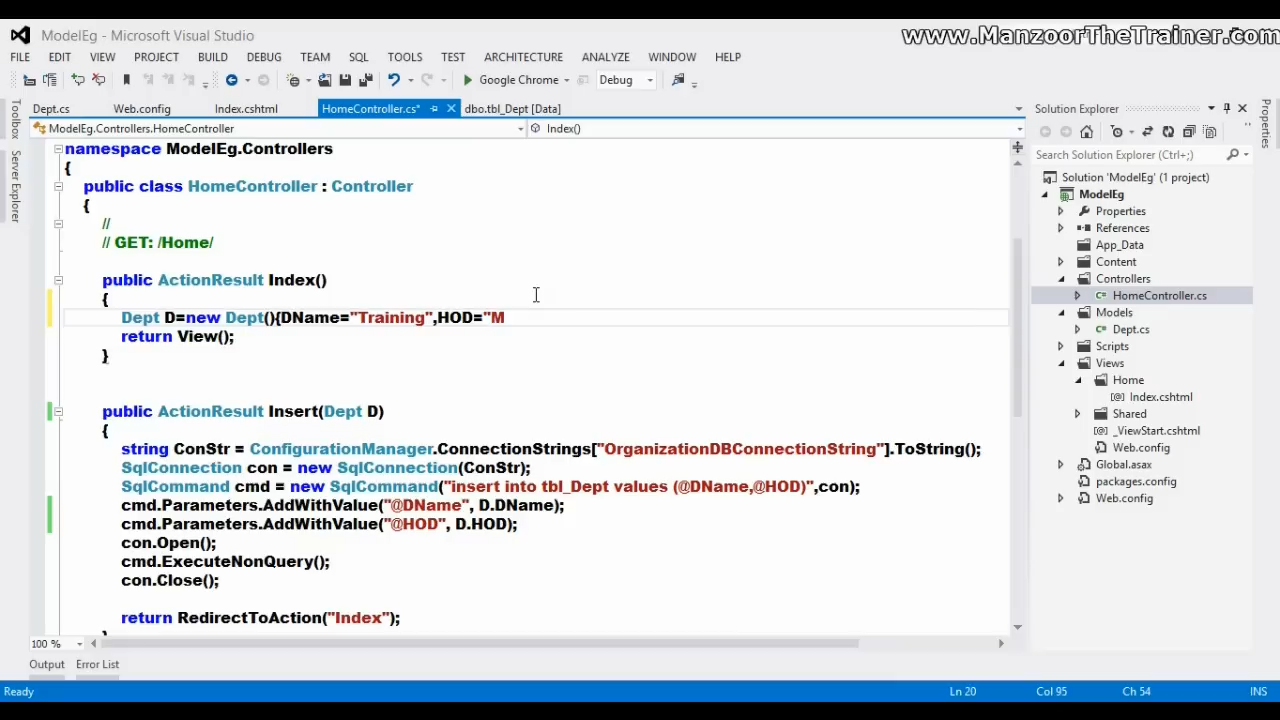 www.ManzoorTheTrainer.com
ModelEg - Microsoft Visual Studio
FILE EDIT VIEW PROJECT BUILD DEBUG TEAM SQL TOOLS TEST ARCHITECTURE ANALYZE WINDOW HELP
Google Chrome Debug
Dept.cs Web.config Index.cshtml HomeController.cs* dbo.tbl_Dept [Data]
ModelEg.Controllers.HomeController Index()
namespace ModelEg.Controllers
{
public class HomeController : Controller
{
//
// GET: /Home/
public ActionResult Index()
{
Dept D=new Dept(){DName="Training",HOD="M
return View();
}
public ActionResult Insert(Dept D)
{
string ConStr = ConfigurationManager.ConnectionStrings["OrganizationDBConnectionString"].ToString();
SqlConnection con = new SqlConnection(ConStr);
SqlCommand cmd = new SqlCommand("insert into tbl_Dept values (@DName,@HOD)",con);
cmd.Parameters.AddWithValue("@DName", D.DName);
cmd.Parameters.AddWithValue("@HOD", D.HOD);
con.Open();
cmd.ExecuteNonQuery();
con.Close();
return RedirectToAction("Index");
}
100 %
Output Error List
Ready Ln 20 Col 95 Ch 54 INS
Toolbox
Server Explorer
Solution Explorer
Search Solution Explorer (Ctrl+;)
Solution 'ModelEg' (1 project)
ModelEg
Properties
References
App_Data
Content
Controllers
HomeController.cs
Models
Dept.cs
Scripts
Views
Home
Index.cshtml
Shared
_ViewStart.cshtml
Web.config
Global.asax
packages.config
Web.config
Properties